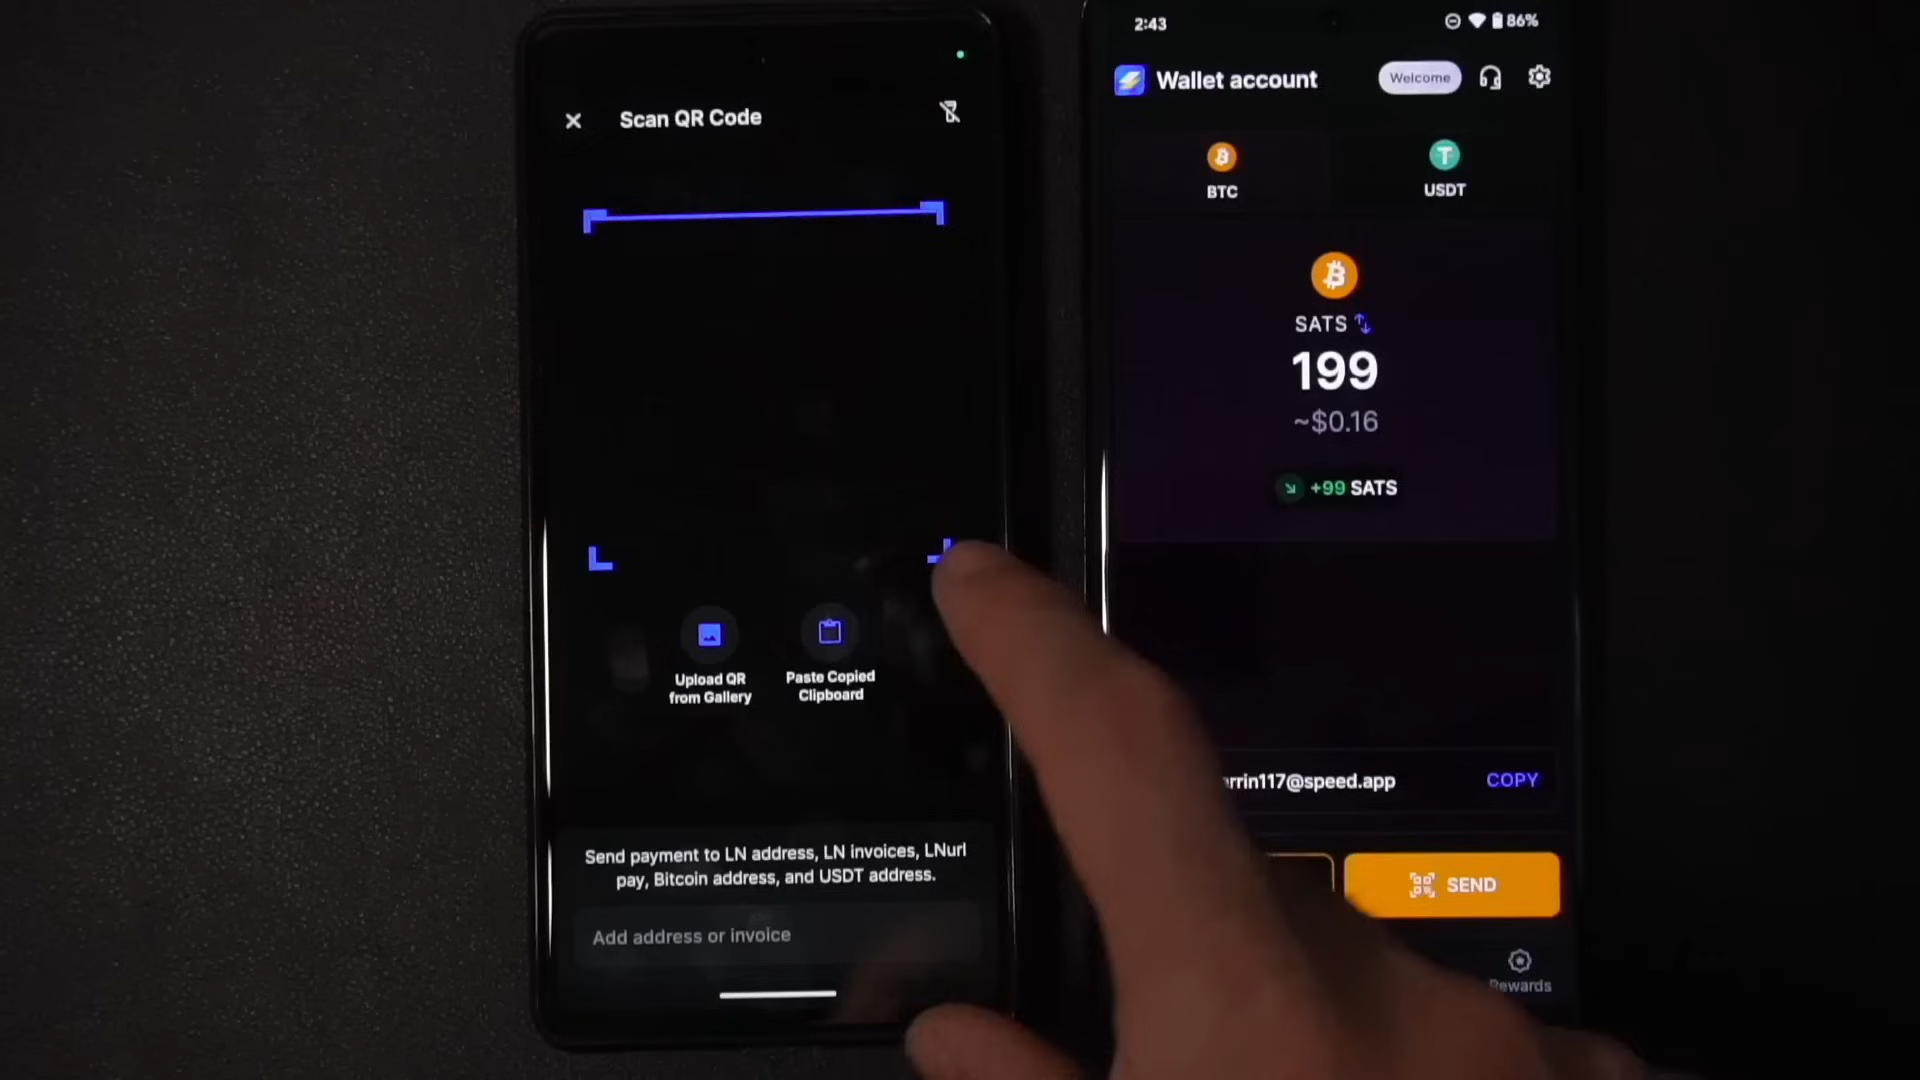 Scan QR Code
Upload QR
from Gallery
Paste Copied
Clipboard
Send payment to LN address, LN invoices, LNurl
pay, Bitcoin address, and USDT address.
Add address or invoice
2:43
86%
Wallet account
Welcome
BTC
USDT
SATS
199
~$0.16
+99 SATS
rrin117@speed.app
COPY
SEND
Rewards